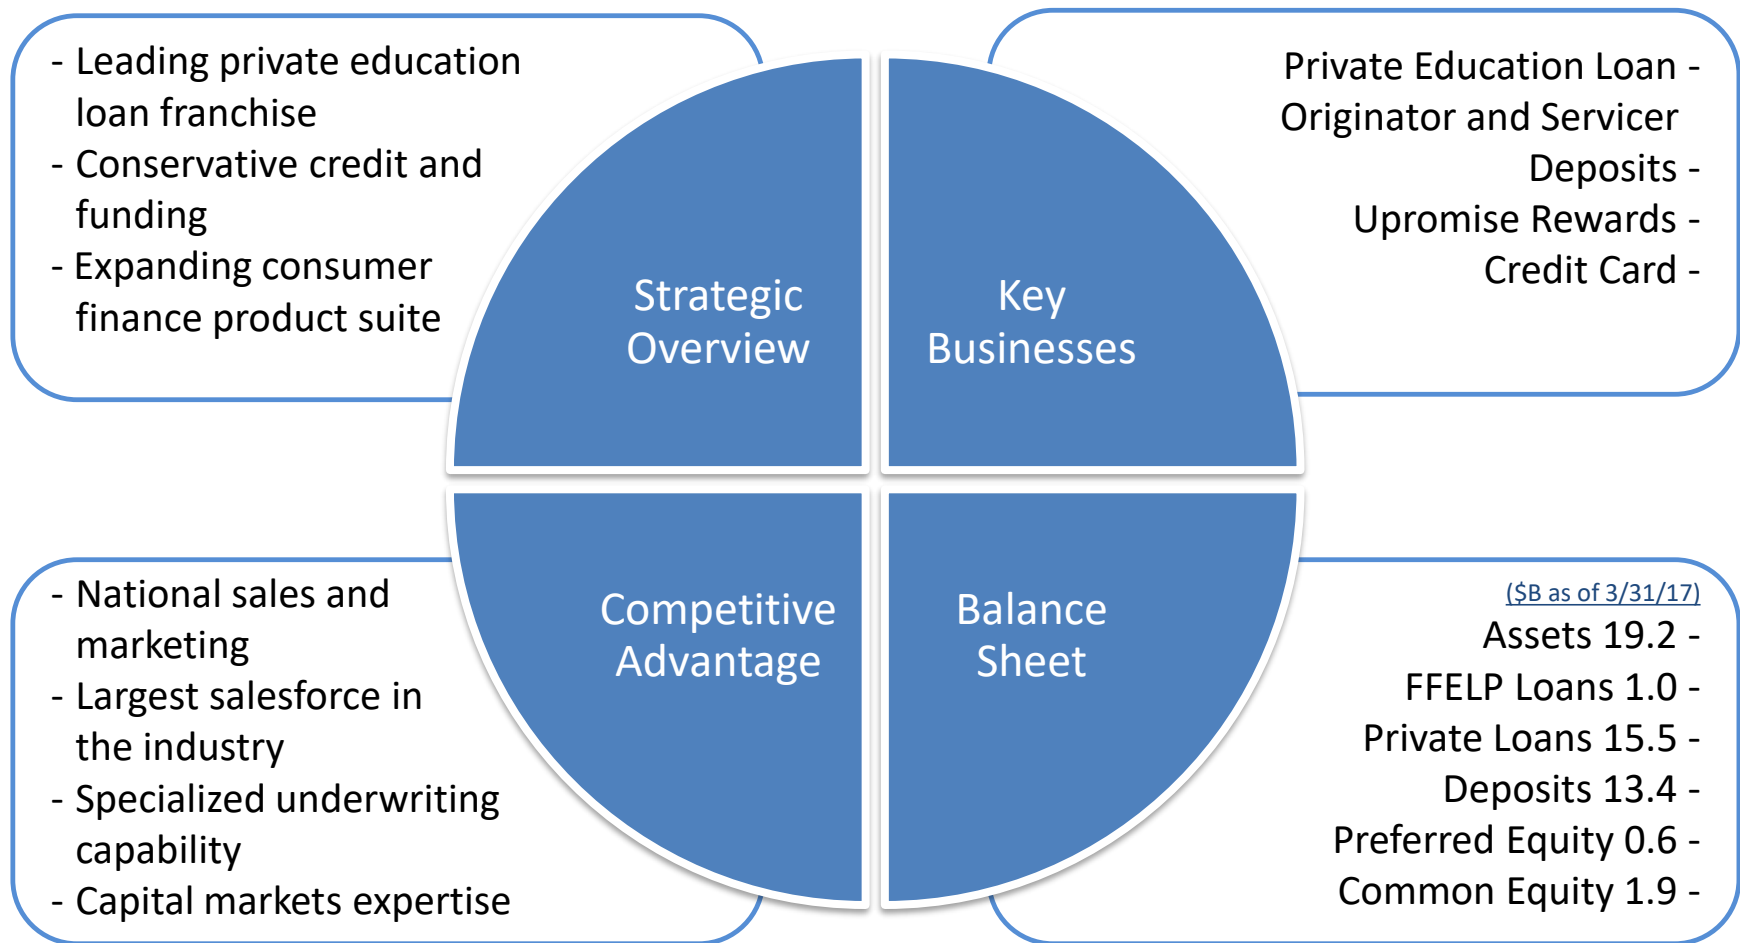 - Leading private education
loan franchise
- Conservative credit and
funding
- Expanding consumer
finance product suite
Strategic
Overview
Key
Businesses
Private Education Loan -
Originator and Servicer
Deposits -
Upromise Rewards -
Credit Card -
- National sales and
marketing
- Largest salesforce in
the industry
- Specialized underwriting
capability
- Capital markets expertise
Competitive
Advantage
Balance
Sheet
($B as of 3/31/17)
Assets 19.2 -
FFELP Loans 1.0 -
Private Loans 15.5 -
Deposits 13.4 -
Preferred Equity 0.6 -
Common Equity 1.9 -